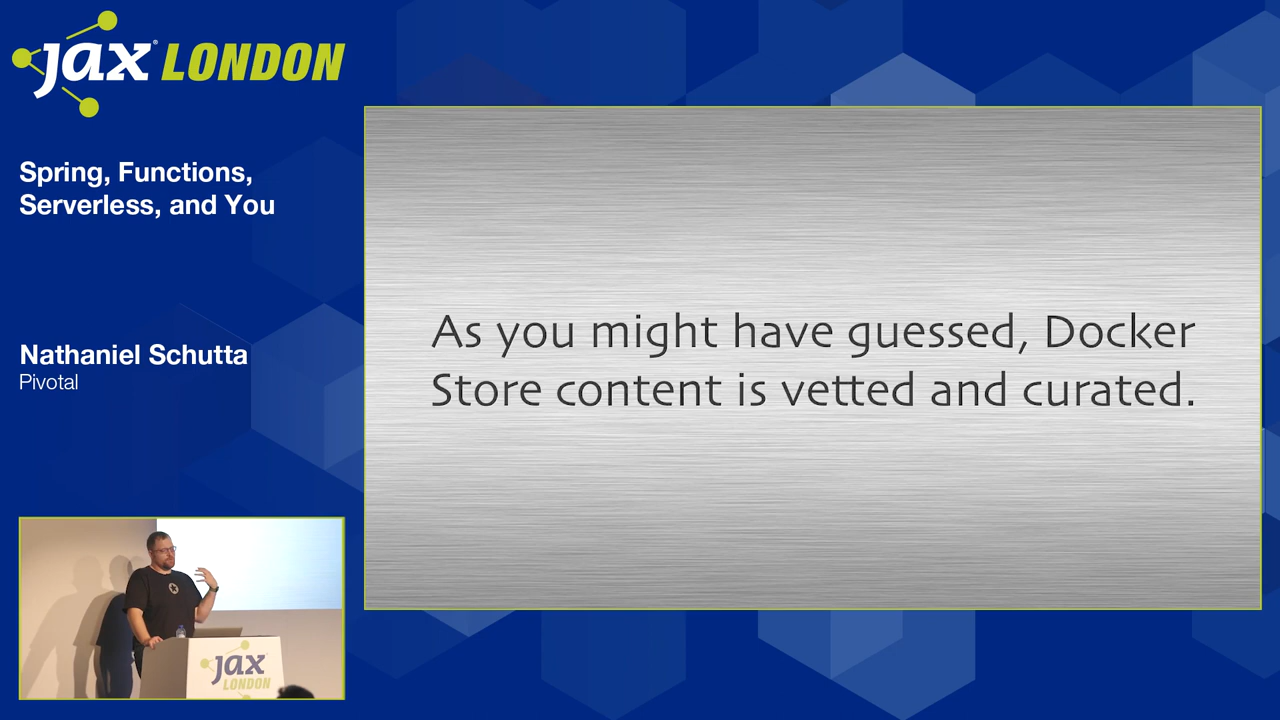 jax LONDON
Spring, Functions,
Serverless, and You
Nathaniel Schutta
Pivotal
As you might have guessed, Docker
Store content is vetted and curated.
jax
LONDON